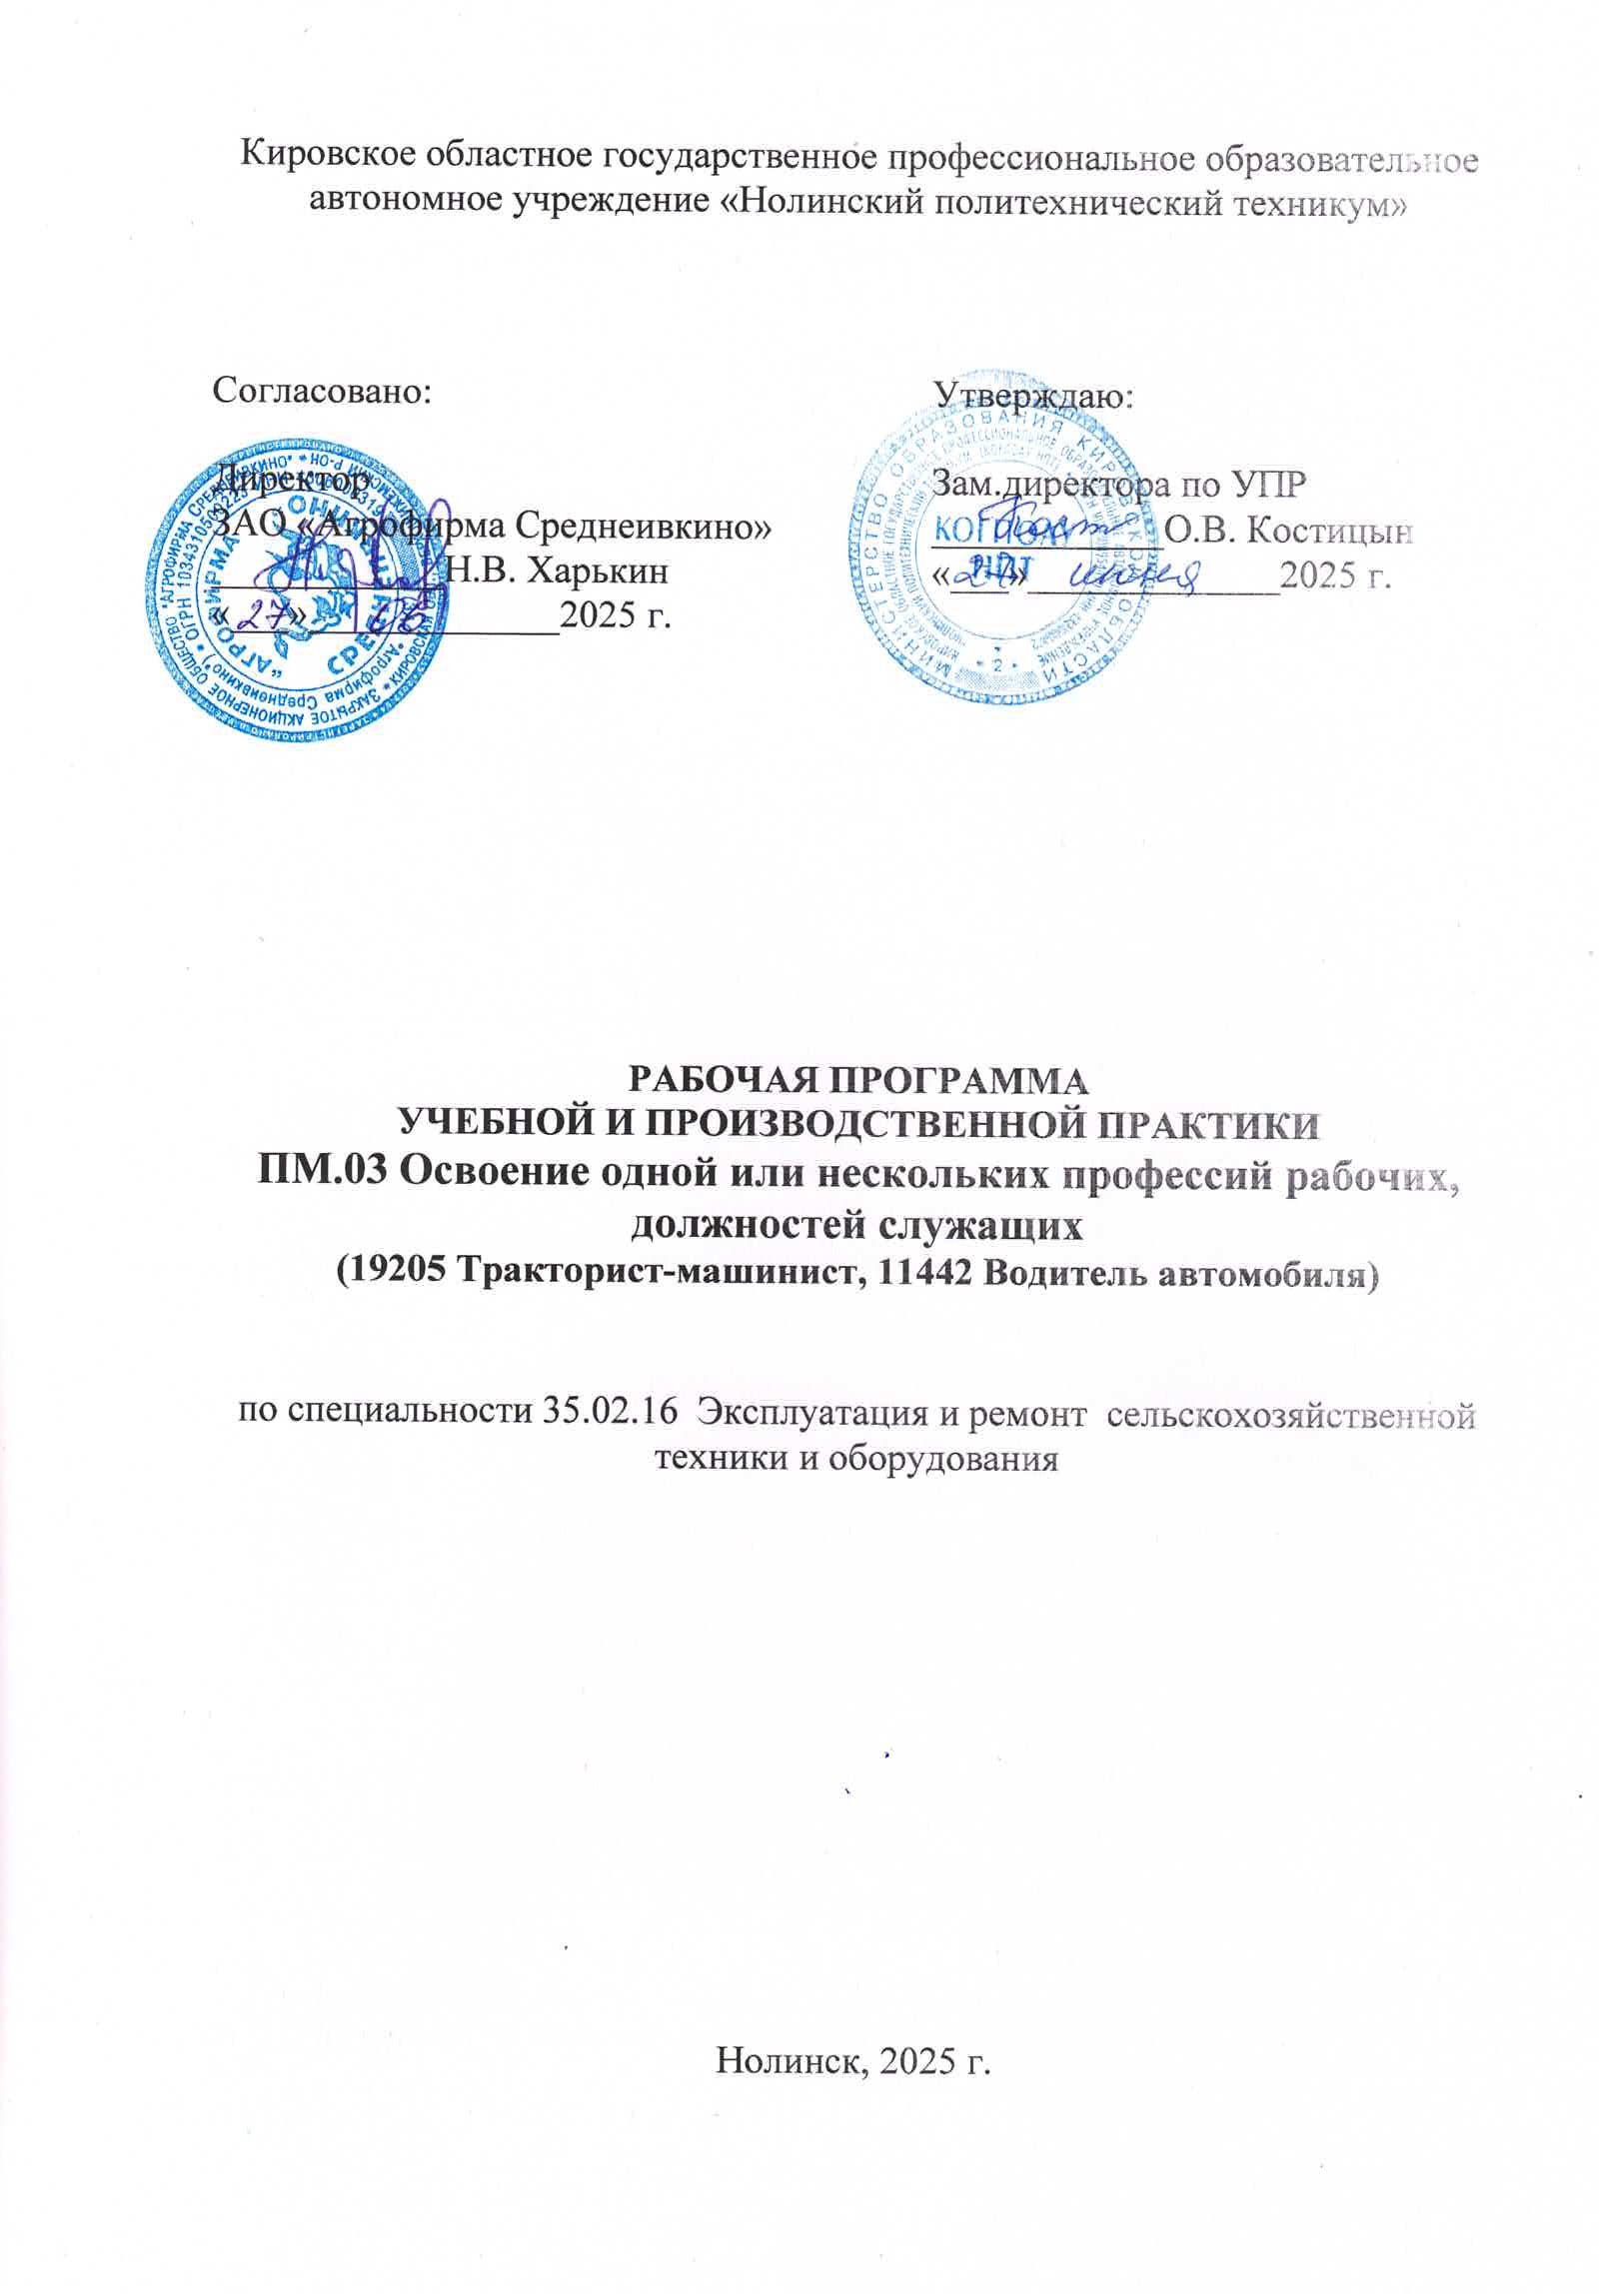 Кировское областное государственное профессиональное образовательное
автономное учреждение «Нолинский политехнический техникум»
Согласовано:
Директор
ЗАО «Агрофирма Среднеивкино»
Н.В. Харькин
«27» 2025 г.
Утверждаю:
Зам.директора по УПР
О.В. Костицын
«27» июня 2025 г.
РАБОЧАЯ ПРОГРАММА
УЧЕБНОЙ И ПРОИЗВОДСТВЕННОЙ ПРАКТИКИ
ПМ.03 Освоение одной или нескольких профессий рабочих,
должностей служащих
(19205 Тракторист-машинист, 11442 Водитель автомобиля)
по специальности 35.02.16 Эксплуатация и ремонт сельскохозяйственной
техники и оборудования
Нолинск, 2025 г.